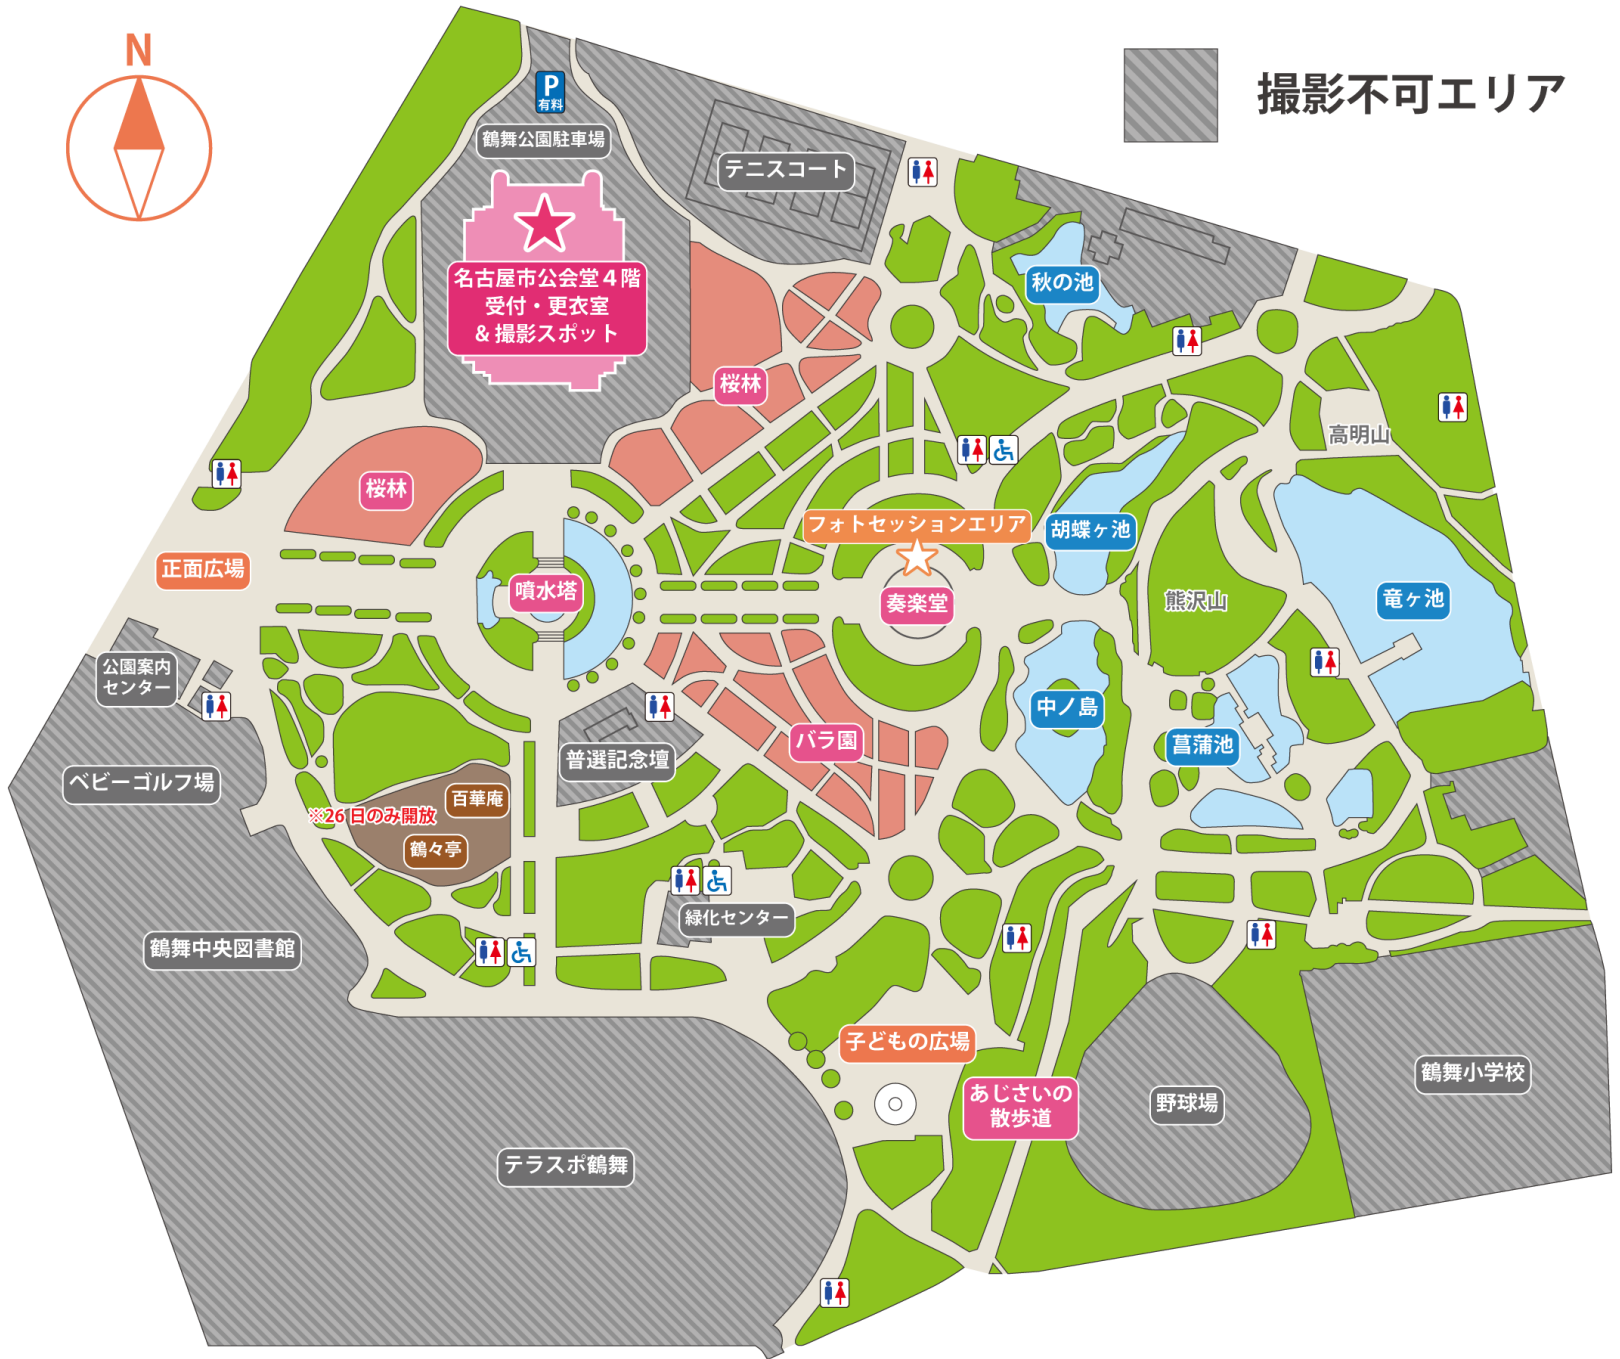 N
撮影不可エリア
P
有料
鶴舞公園駐車場
テニスコート
名古屋市公会堂４階
受付・更衣室
＆撮影スポット
秋の池
桜林
高明山
桜林
フォトセッションエリア
胡蝶ヶ池
正面広場
噴水塔
奏楽堂
熊沢山
竜ヶ池
公園案内
センター
中ノ島
バラ園
菖蒲池
普選記念壇
ベビーゴルフ場
百華庵
※26日のみ開放
鶴々亭
緑化センター
鶴舞中央図書館
子どもの広場
鶴舞小学校
あじさいの
散歩道
野球場
テラスポ鶴舞